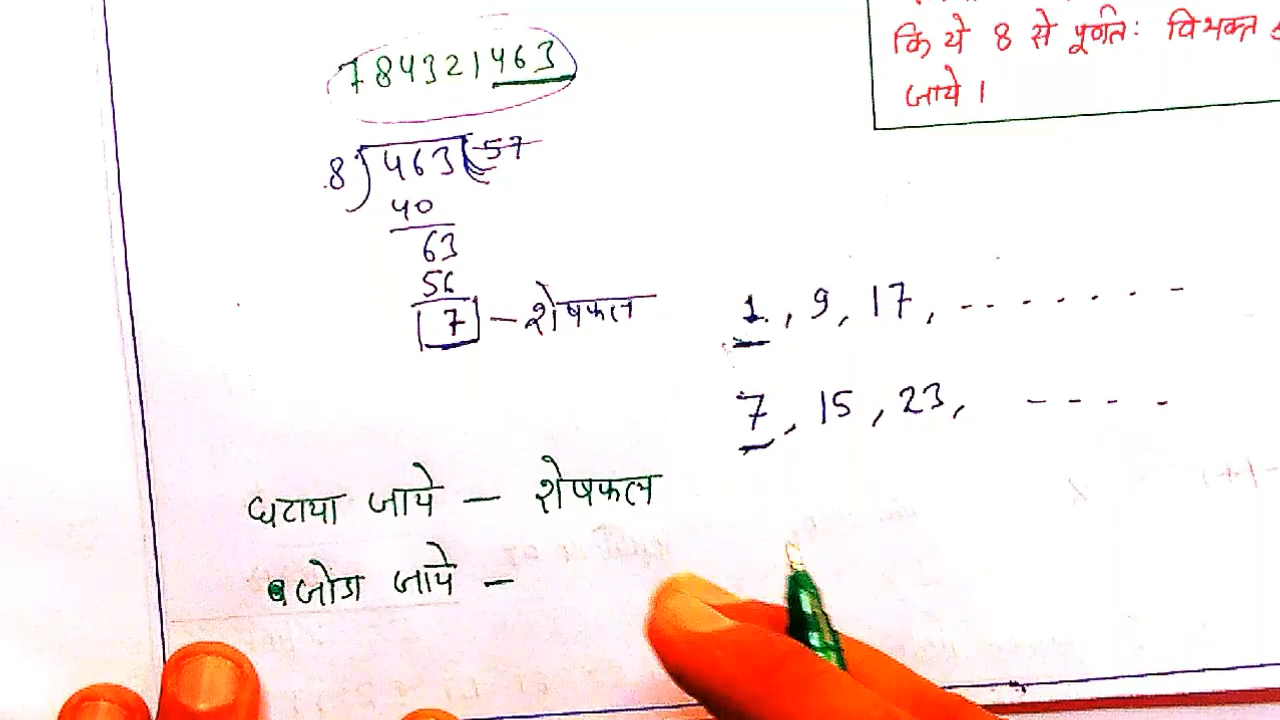 784321463
कि ये 8 से पूर्णतः विभक्त
जाये।
8)463(57
40
63
56
7 – शेषफल
1, 9, 17, - - - - - - -
7, 15, 23, - - - -
घटाया जाये – शेषफल
जोडा जाये –